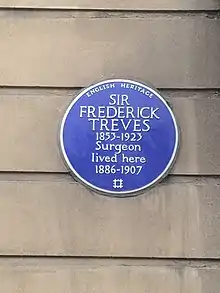 ENGLISH HERITAGE
SIR
FREDERICK
TREVES
1853-1923
Surgeon
lived here
1886-1907